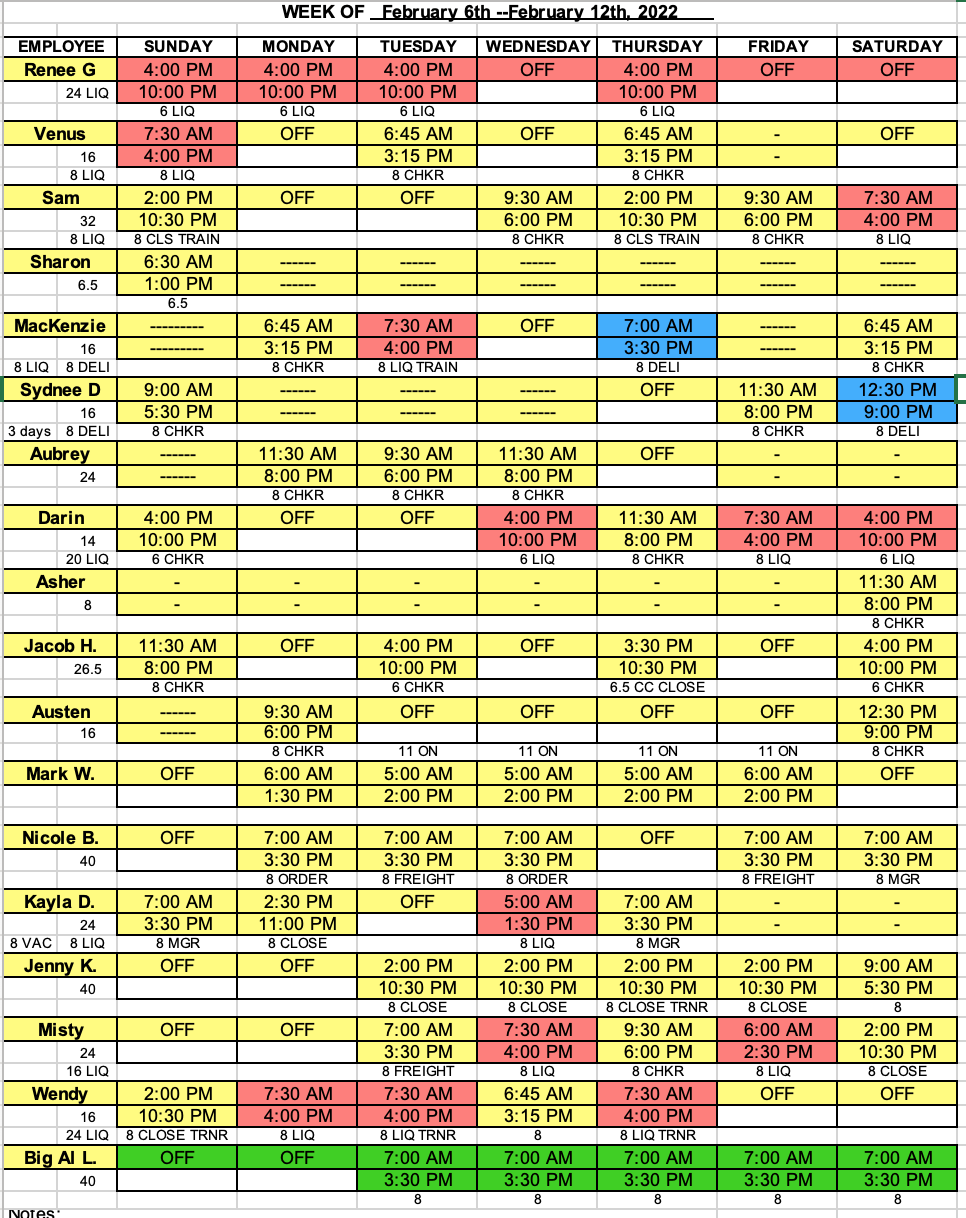 WEEK OF February 6th --February 12th, 2022
EMPLOYEE SUNDAY MONDAY TUESDAY WEDNESDAY THURSDAY FRIDAY SATURDAY
Renee G 4:00 PM 4:00 PM 4:00 PM OFF 4:00 PM OFF OFF
24 LIQ 10:00 PM 10:00 PM 10:00 PM 10:00 PM
6 LIQ 6 LIQ 6 LIQ 6 LIQ
Venus 7:30 AM OFF 6:45 AM OFF 6:45 AM - OFF
16 4:00 PM 3:15 PM 3:15 PM -
8 LIQ 8 LIQ 8 CHKR 8 CHKR
Sam 2:00 PM OFF OFF 9:30 AM 2:00 PM 9:30 AM 7:30 AM
32 10:30 PM 6:00 PM 10:30 PM 6:00 PM 4:00 PM
8 LIQ 8 CLS TRAIN 8 CHKR 8 CLS TRAIN 8 CHKR 8 LIQ
Sharon 6:30 AM ------ ------ ------ ------ ------ ------
6.5 1:00 PM ------ ------ ------ ------ ------ ------
6.5
MacKenzie --------- 6:45 AM 7:30 AM OFF 7:00 AM ------ 6:45 AM
16 --------- 3:15 PM 4:00 PM 3:30 PM ------ 3:15 PM
8 LIQ 8 DELI 8 CHKR 8 LIQ TRAIN 8 DELI 8 CHKR
Sydnee D 9:00 AM ------ ------ ------ OFF 11:30 AM 12:30 PM
16 5:30 PM ------ ------ ------ 8:00 PM 9:00 PM
3 days 8 DELI 8 CHKR 8 CHKR 8 DELI
Aubrey ------ 11:30 AM 9:30 AM 11:30 AM OFF - -
24 ------ 8:00 PM 6:00 PM 8:00 PM - -
8 CHKR 8 CHKR 8 CHKR
Darin 4:00 PM OFF OFF 4:00 PM 11:30 AM 7:30 AM 4:00 PM
14 10:00 PM 10:00 PM 8:00 PM 4:00 PM 10:00 PM
20 LIQ 6 CHKR 6 LIQ 8 CHKR 8 LIQ 6 LIQ
Asher - - - - - - 11:30 AM
8 - - - - - - 8:00 PM
8 CHKR
Jacob H. 11:30 AM OFF 4:00 PM OFF 3:30 PM OFF 4:00 PM
26.5 8:00 PM 10:00 PM 10:30 PM 10:00 PM
8 CHKR 6 CHKR 6.5 CC CLOSE 6 CHKR
Austen ------ 9:30 AM OFF OFF OFF OFF 12:30 PM
16 ------ 6:00 PM 9:00 PM
8 CHKR 11 ON 11 ON 11 ON 11 ON 8 CHKR
Mark W. OFF 6:00 AM 5:00 AM 5:00 AM 5:00 AM 6:00 AM OFF
1:30 PM 2:00 PM 2:00 PM 2:00 PM 2:00 PM
Nicole B. OFF 7:00 AM 7:00 AM 7:00 AM OFF 7:00 AM 7:00 AM
40 3:30 PM 3:30 PM 3:30 PM 3:30 PM 3:30 PM
8 ORDER 8 FREIGHT 8 ORDER 8 FREIGHT 8 MGR
Kayla D. 7:00 AM 2:30 PM OFF 5:00 AM 7:00 AM - -
24 3:30 PM 11:00 PM 1:30 PM 3:30 PM - -
8 VAC 8 LIQ 8 MGR 8 CLOSE 8 LIQ 8 MGR
Jenny K. OFF OFF 2:00 PM 2:00 PM 2:00 PM 2:00 PM 9:00 AM
40 10:30 PM 10:30 PM 10:30 PM 10:30 PM 5:30 PM
8 CLOSE 8 CLOSE 8 CLOSE TRNR 8 CLOSE 8
Misty OFF OFF 7:00 AM 7:30 AM 9:30 AM 6:00 AM 2:00 PM
24 3:30 PM 4:00 PM 6:00 PM 2:30 PM 10:30 PM
16 LIQ 8 FREIGHT 8 LIQ 8 CHKR 8 LIQ 8 CLOSE
Wendy 2:00 PM 7:30 AM 7:30 AM 6:45 AM 7:30 AM OFF OFF
16 10:30 PM 4:00 PM 4:00 PM 3:15 PM 4:00 PM
24 LIQ 8 CLOSE TRNR 8 LIQ 8 LIQ TRNR 8 8 LIQ TRNR
Big Al L. OFF OFF 7:00 AM 7:00 AM 7:00 AM 7:00 AM 7:00 AM
40 3:30 PM 3:30 PM 3:30 PM 3:30 PM 3:30 PM
8 8 8 8 8
Notes: